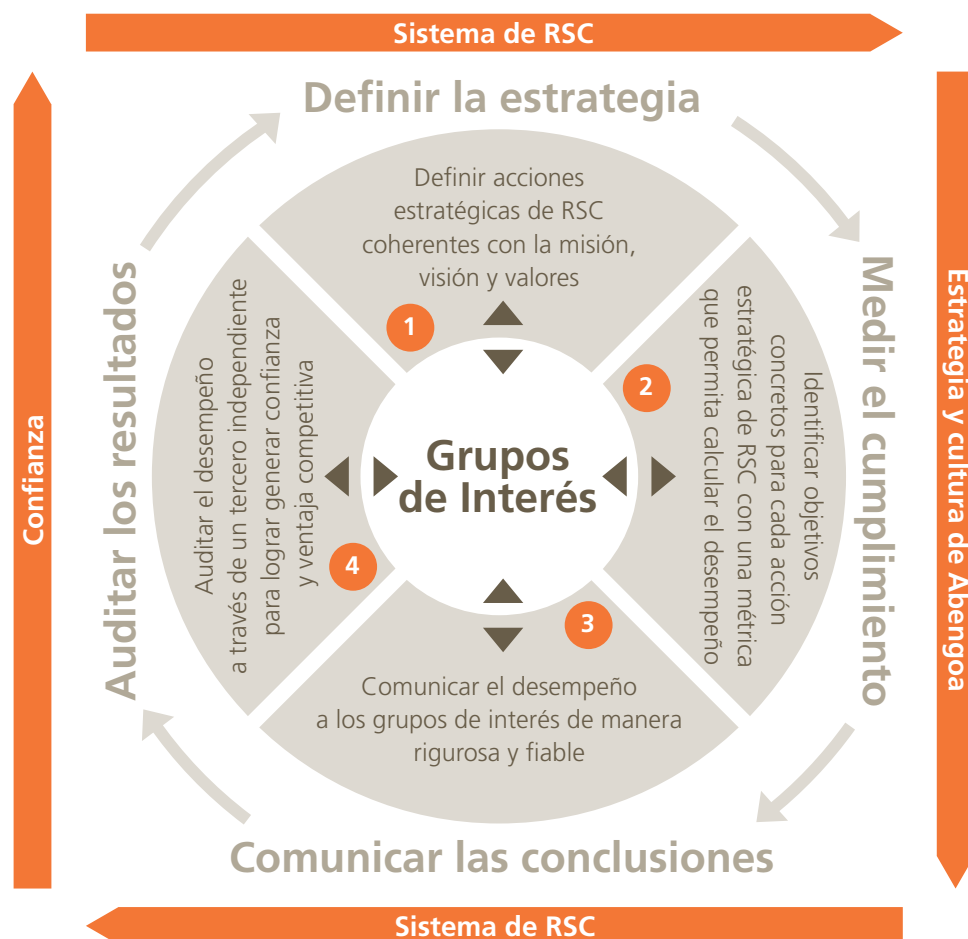 Sistema de RSC
Definir la estrategia
Definir acciones
estratégicas de RSC
coherentes con la misión,
visión y valores
1
Medir el cumplimiento
Identificar objetivos
concretos para cada acción
estratégica de RSC con una métrica
que permita calcular el desempeño
2
Estrategia y cultura de Abengoa
Grupos
de Interés
3
Comunicar el desempeño
a los grupos de interés de manera
rigurosa y fiable
Comunicar las conclusiones
Auditar los resultados
Auditar el desempeño
a través de un tercero independiente
para lograr generar confianza
y ventaja competitiva
4
Confianza
Sistema de RSC